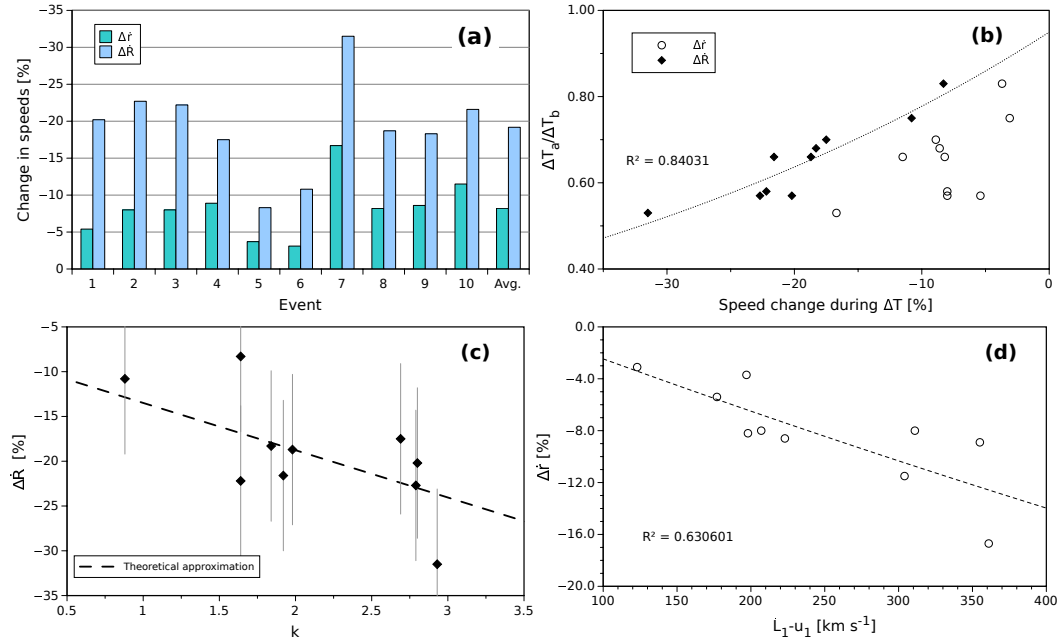 −35
−30
−25
−20
−15
−10
−5
0
Change in speeds [%]
Δṙ
ΔṘ
(a)
1 2 3 4 5 6 7 8 9 10 Avg.
Event
1.00
0.80
0.60
0.40
ΔTa/ΔTb
Δṙ
ΔṘ
(b)
R² = 0.84031
−30 −20 −10 0
Speed change during ΔT [%]
−5
−10
−15
−20
−25
−30
−35
ΔṘ [%]
(c)
Theoretical approximation
0.5 1 1.5 2 2.5 3 3.5
k
0.0
−4.0
−8.0
−12.0
−16.0
−20.0
Δṙ [%]
(d)
R² = 0.630601
100 150 200 250 300 350 400
L̇₁-u₁ [km s⁻¹]